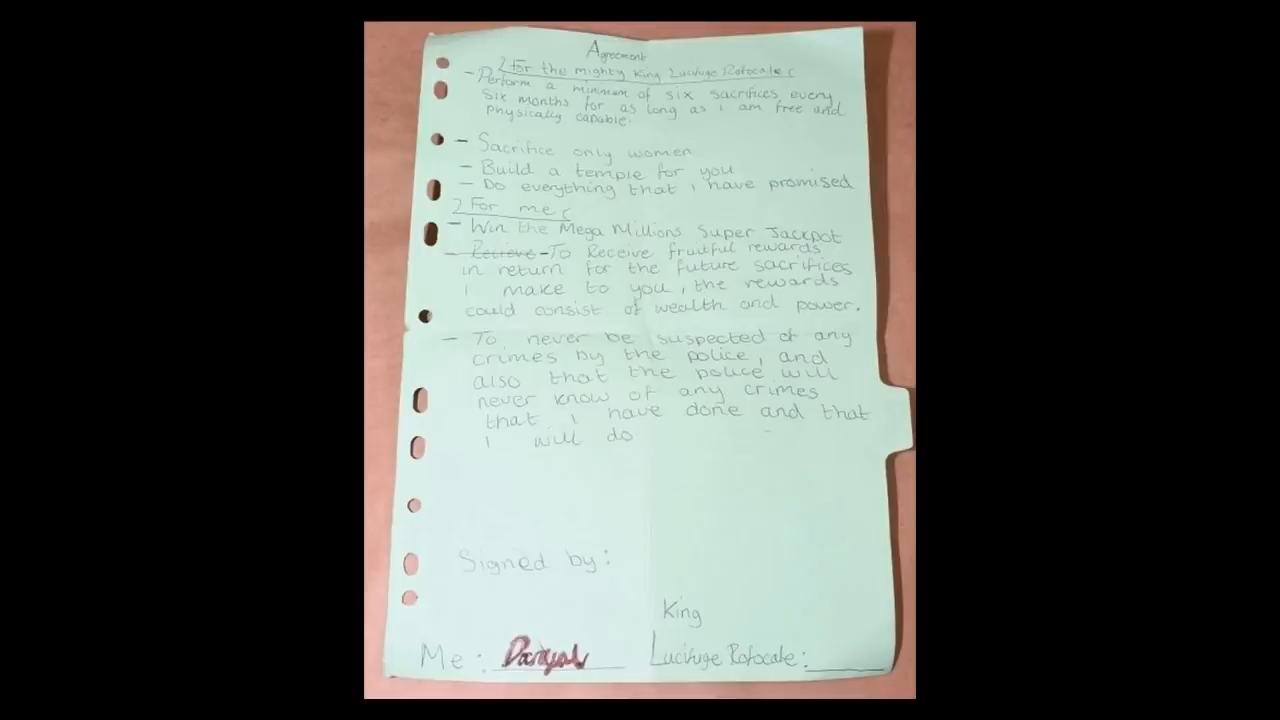 Agreement
For the mighty King Lucifuge Rofocale
- Perform a minimum of six sacrifices every
six months for as long as i am free and
physically capable.
- Sacrifice only women
- Build a temple for you
- Do everything that i have promised
For me
- Win the Mega Millions Super Jackpot
- Recieve - To Receive fruitful rewards
in return for the future sacrifices
i make to you, the rewards
could consist of wealth and power.
- To never be suspected of any
crimes by the police, and
also that the police will
never know of any crimes
that i have done and that
i will do
Signed by:
King
Me: Danyal Lucifuge Rofocale: